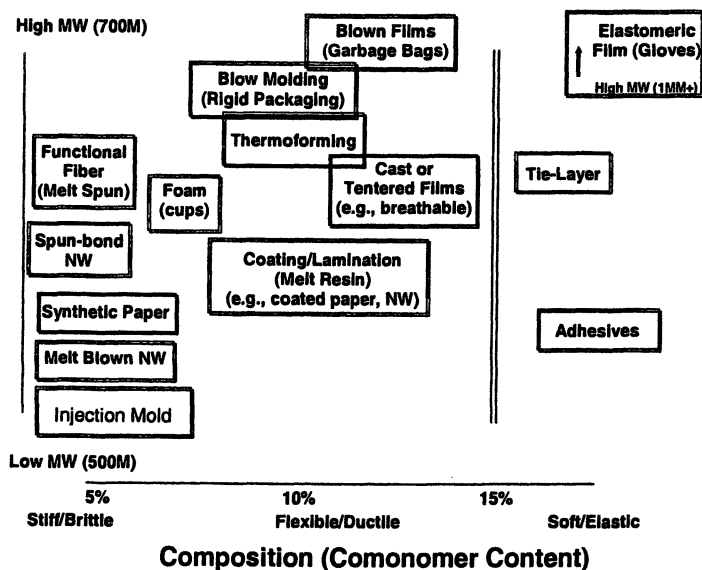 High MW (700M)
Blown Films
(Garbage Bags)
Elastomeric
Film (Gloves)
High MW (1MM+)
Blow Molding
(Rigid Packaging)
Thermoforming
Functional
Fiber
(Melt Spun)
Foam
(cups)
Cast or
Tentered Films
(e.g., breathable)
Tie-Layer
Spun-bond
NW
Coating/Lamination
(Melt Resin)
(e.g., coated paper, NW)
Synthetic Paper
Adhesives
Melt Blown NW
Injection Mold
Low MW (500M)
5%
10%
15%
Stiff/Brittle
Flexible/Ductile
Soft/Elastic
Composition (Comonomer Content)